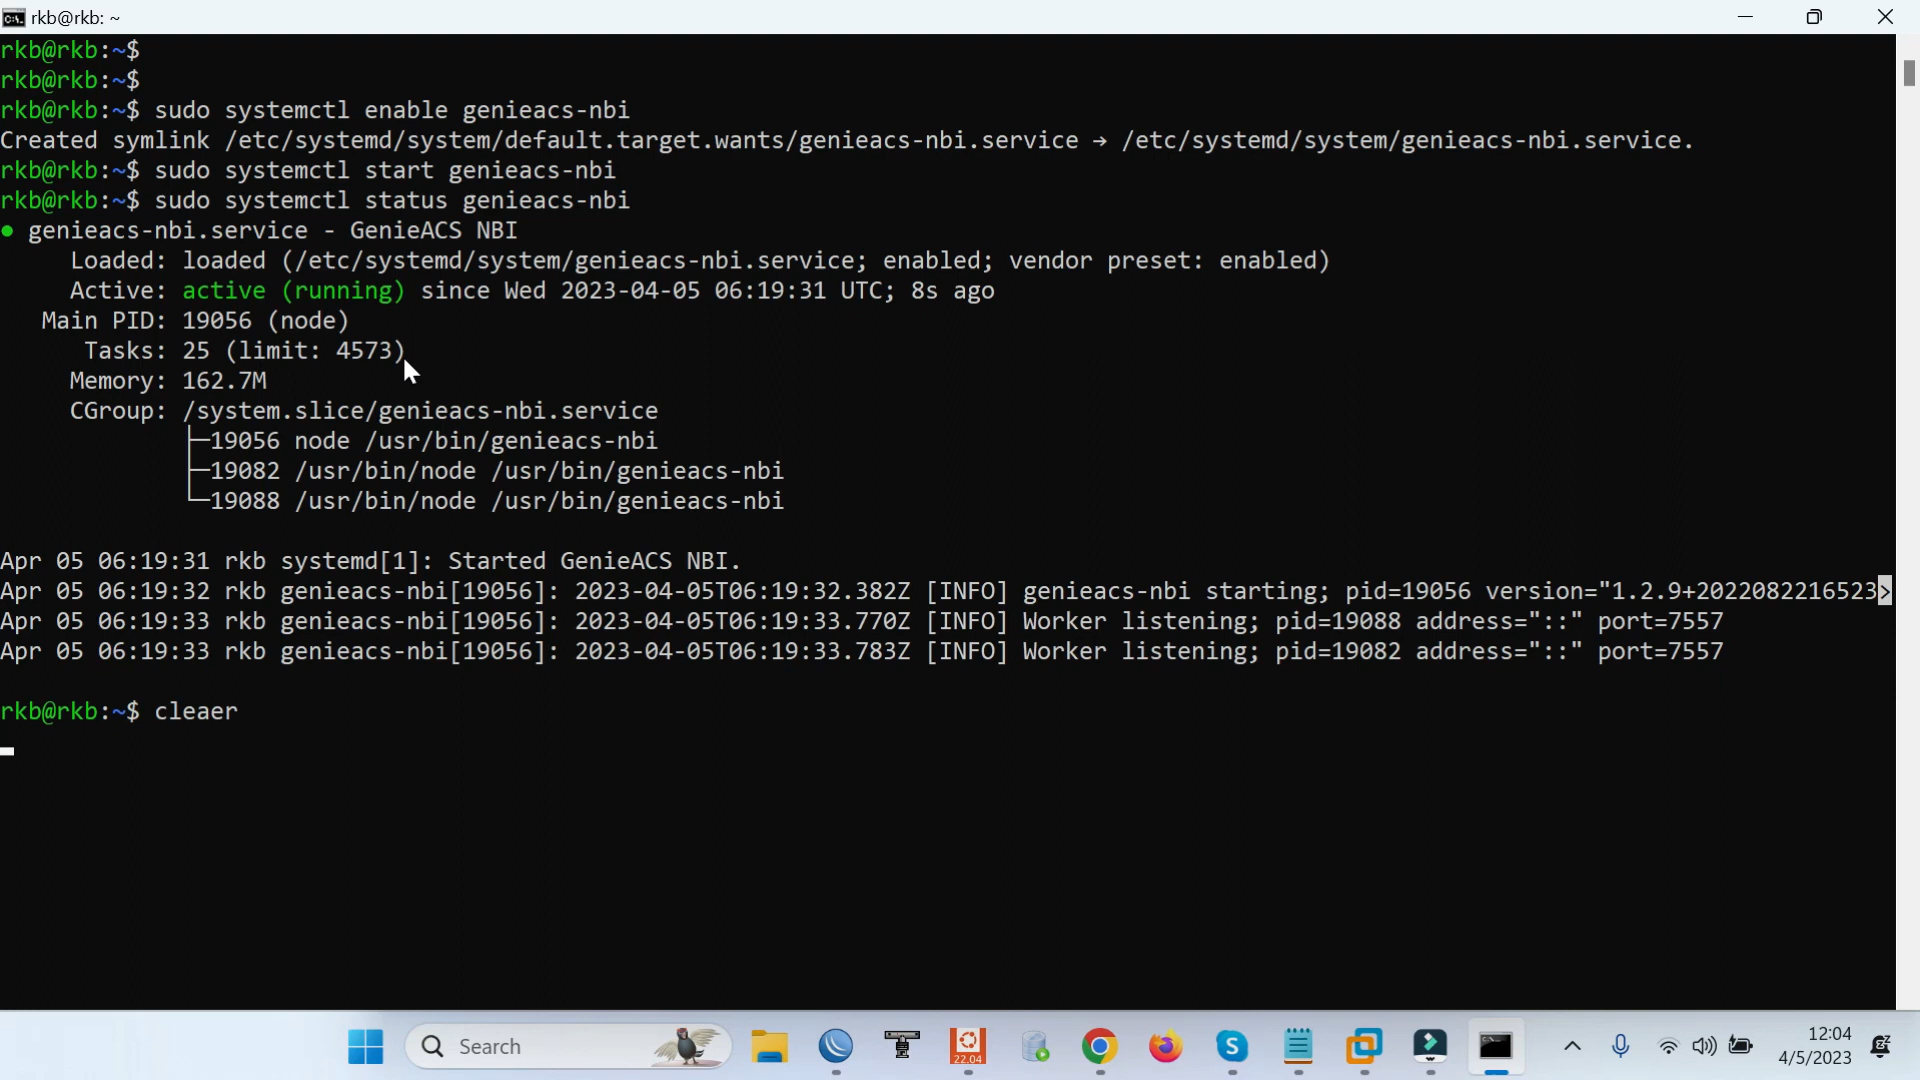 rkb@rkb: ~
rkb@rkb:~$
rkb@rkb:~$
rkb@rkb:~$ sudo systemctl enable genieacs-nbi
Created symlink /etc/systemd/system/default.target.wants/genieacs-nbi.service → /etc/systemd/system/genieacs-nbi.service.
rkb@rkb:~$ sudo systemctl start genieacs-nbi
rkb@rkb:~$ sudo systemctl status genieacs-nbi
● genieacs-nbi.service - GenieACS NBI
     Loaded: loaded (/etc/systemd/system/genieacs-nbi.service; enabled; vendor preset: enabled)
     Active: active (running) since Wed 2023-04-05 06:19:31 UTC; 8s ago
   Main PID: 19056 (node)
      Tasks: 25 (limit: 4573)
     Memory: 162.7M
     CGroup: /system.slice/genieacs-nbi.service
             ├─19056 node /usr/bin/genieacs-nbi
             ├─19082 /usr/bin/node /usr/bin/genieacs-nbi
             └─19088 /usr/bin/node /usr/bin/genieacs-nbi
Apr 05 06:19:31 rkb systemd[1]: Started GenieACS NBI.
Apr 05 06:19:32 rkb genieacs-nbi[19056]: 2023-04-05T06:19:32.382Z [INFO] genieacs-nbi starting; pid=19056 version="1.2.9+2022082216523>
Apr 05 06:19:33 rkb genieacs-nbi[19056]: 2023-04-05T06:19:33.770Z [INFO] Worker listening; pid=19088 address="::" port=7557
Apr 05 06:19:33 rkb genieacs-nbi[19056]: 2023-04-05T06:19:33.783Z [INFO] Worker listening; pid=19082 address="::" port=7557
rkb@rkb:~$ cleaer
Search
22.04
12:04
4/5/2023